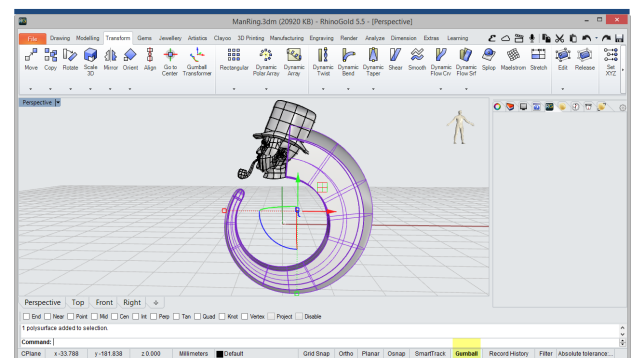 ManRing.3dm (20920 KB) - RhinoGold 5.5 - [Perspective]
File Drawing Modelling Transform Gems Jewellery Artistica Clayoo 3D Printing Manufacturing Engraving Render Analyze Dimension Extras Learning
Move Copy Rotate Scale 3D Mirror Orient Align Go to Center Gumball Transformer Rectangular Dynamic Polar Array Dynamic Array Dynamic Twist Dynamic Bend Dynamic Taper Shear Smooth Dynamic Flow Crv Dynamic Flow Srf Splop Maelstrom Stretch Edit Release Set XYZ
Perspective
Perspective Top Front Right
End Near Point Mid Cen Int Perp Tan Quad Knot Vertex Project Disable
1 polysurface added to selection.
Command:
CPlane x -33.788 y -181.838 z 0.000 Millimeters Default Grid Snap Ortho Planar Osnap SmartTrack Gumball Record History Filter Absolute tolerance:...